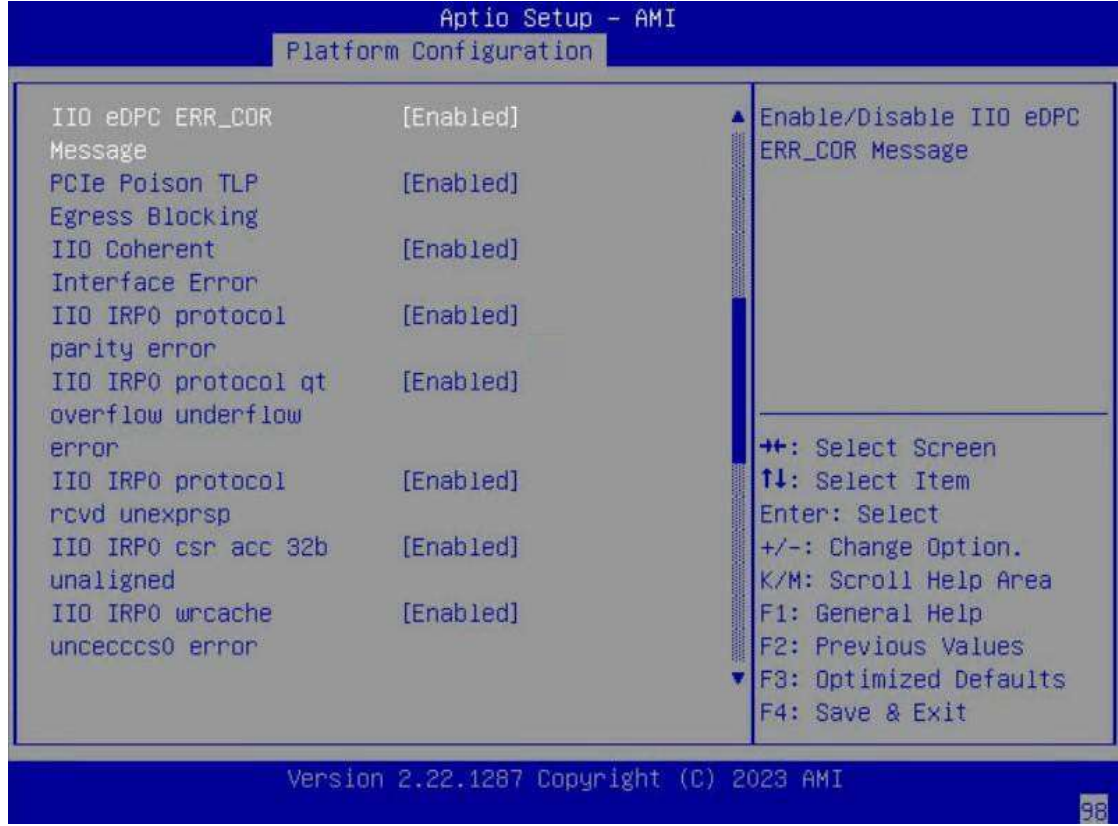 Aptio Setup – AMI
Platform Configuration
IIO eDPC ERR_COR [Enabled]
Message
PCIe Poison TLP [Enabled]
Egress Blocking
IIO Coherent [Enabled]
Interface Error
IIO IRP0 protocol [Enabled]
parity error
IIO IRP0 protocol qt [Enabled]
overflow underflow
error
IIO IRP0 protocol [Enabled]
rcvd unexprsp
IIO IRP0 csr acc 32b [Enabled]
unaligned
IIO IRP0 wrcache [Enabled]
uncecccs0 error
Enable/Disable IIO eDPC
ERR_COR Message
→←: Select Screen
↑↓: Select Item
Enter: Select
+/-: Change Option.
K/M: Scroll Help Area
F1: General Help
F2: Previous Values
F3: Optimized Defaults
F4: Save & Exit
Version 2.22.1287 Copyright (C) 2023 AMI
98